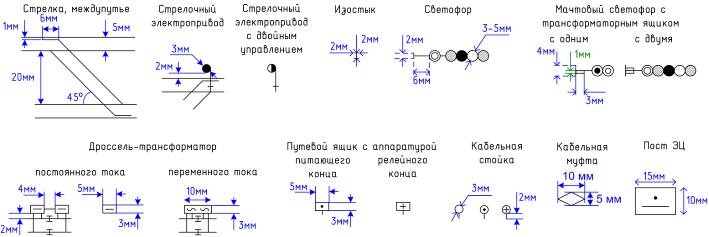 Стрелка, междупутье
6мм
1мм
5мм
20мм
45°
Стрелочный
электропривод
3мм
2мм
Стрелочный
электропривод
с двойным
управлением
Изостык
2мм
2мм
Светофор
2мм
3-5мм
6мм
Мачтовый светофор с
трансформаторным ящиком
с одним
с двумя
4мм
1мм
3мм
Дроссель-трансформатор
постоянного тока
4мм
5мм
2мм
3мм
переменного тока
10мм
3мм
Путевой ящик с аппаратурой
питающего
конца
релейного
конца
5мм
3мм
Кабельная
стойка
3мм
2мм
Кабельная
муфта
10 мм
5 мм
Пост ЭЦ
15мм
10мм